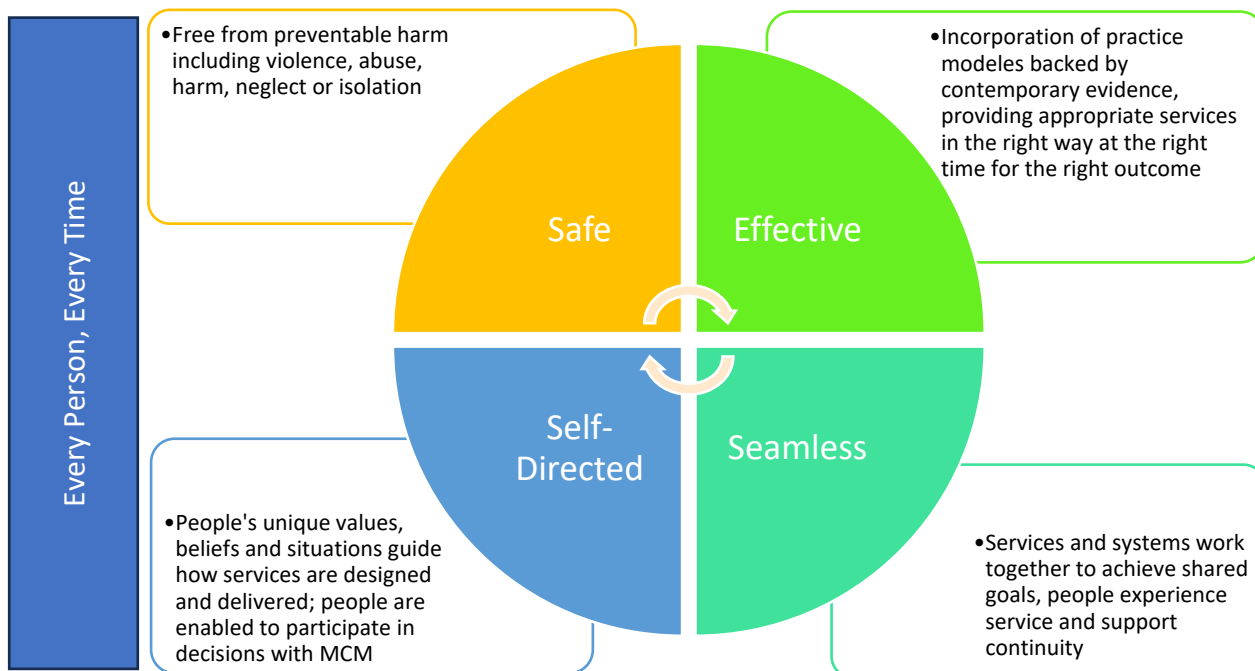 Every Person, Every Time
•Free from preventable harm
including violence, abuse,
harm, neglect or isolation
•Incorporation of practice
modeles backed by
contemporary evidence,
providing appropriate services
in the right way at the right
time for the right outcome
Safe
Effective
Self-
Directed
Seamless
•People's unique values,
beliefs and situations guide
how services are designed
and delivered; people are
enabled to participate in
decisions with MCM
•Services and systems work
together to achieve shared
goals, people experience
service and support
continuity